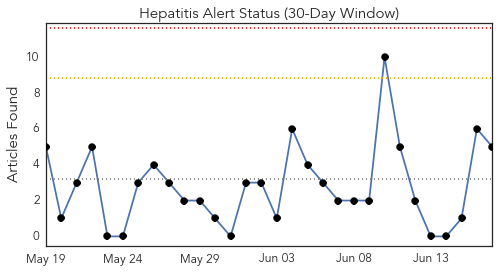 Hepatitis Alert Status (30-Day Window)
Articles Found
10
8
6
4
2
0
May 19 May 24 May 29 Jun 03 Jun 08 Jun 13